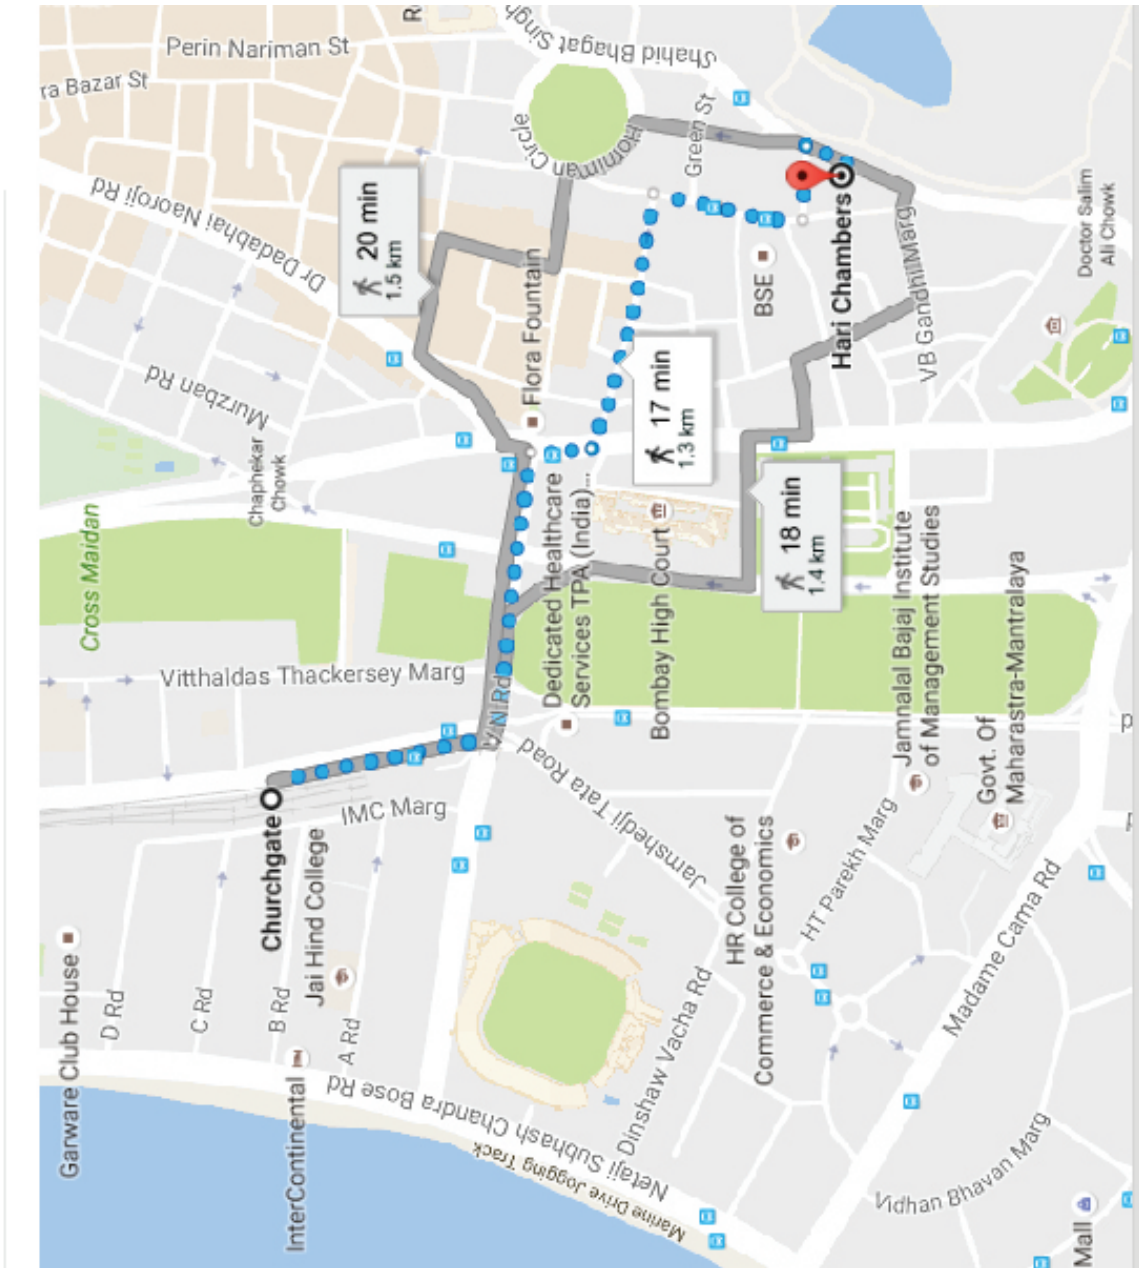 Garware Club House
D Rd
C Rd
B Rd
A Rd
InterContinental
Jai Hind College
Churchgate
IMC Marg
Vitthaldas Thackersey Marg
Cross Maidan
Chaphekar
Chowk
Murzban Rd
Dr Dadabhai Naoroji Rd
ra Bazar St
Perin Nariman St
20 min
1.5 km
Netaji Subhash Chandra Bose Rd
Marine Drive Jogging Track
V N Rd
Flora Fountain
Horniman Circle
Shahid Bhagat Singh
Jamshedji Tata Road
Dedicated Healthcare
Services TPA (India)...
Dinshaw Vacha Rd
Bombay High Court
17 min
1.3 km
Green St
HR College of
Commerce & Economics
18 min
1.4 km
BSE
Hari Chambers
HT Parekh Marg
Jamnalal Bajaj Institute
of Management Studies
VB Gandhi Marg
Vidhan Bhavan Marg
Madame Cama Rd
Govt. Of
Maharastra-Mantralaya
Doctor Salim
Ali Chowk
Mall